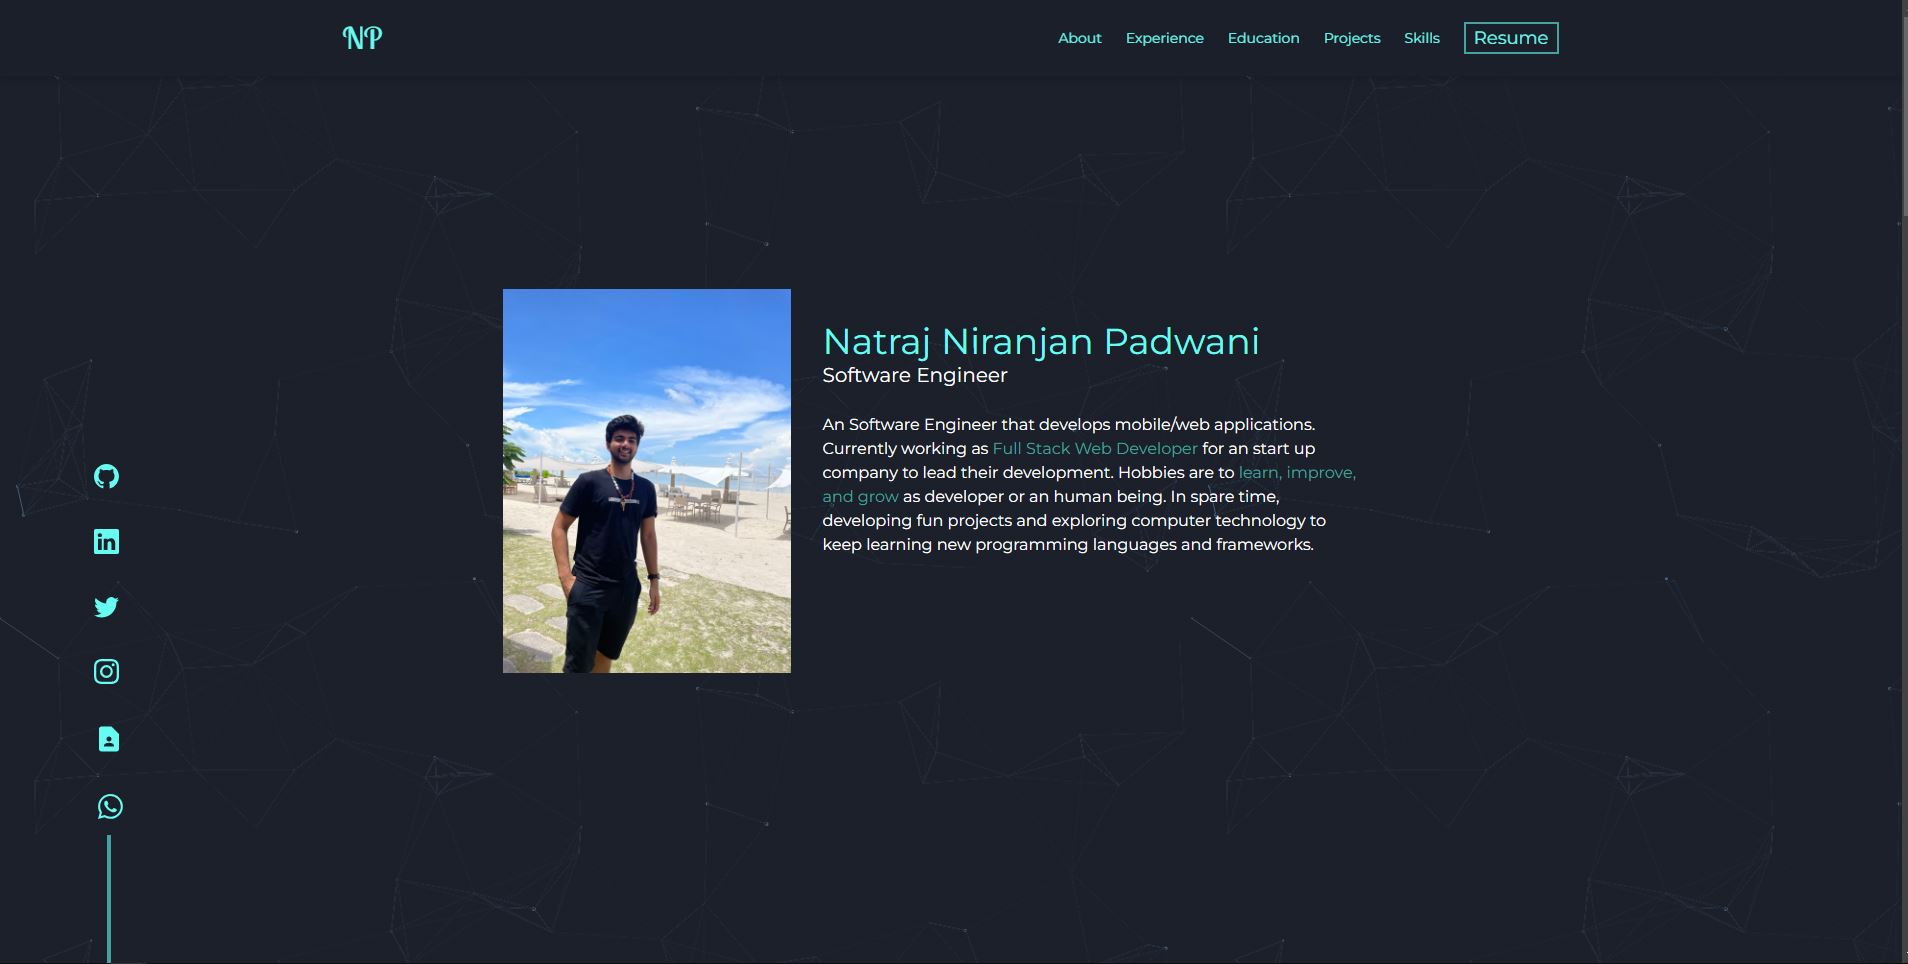 NP
About Experience Education Projects Skills Resume
Natraj Niranjan Padwani
Software Engineer
An Software Engineer that develops mobile/web applications.
Currently working as Full Stack Web Developer for an start up
company to lead their development. Hobbies are to learn, improve,
and grow as developer or an human being. In spare time,
developing fun projects and exploring computer technology to
keep learning new programming languages and frameworks.
in